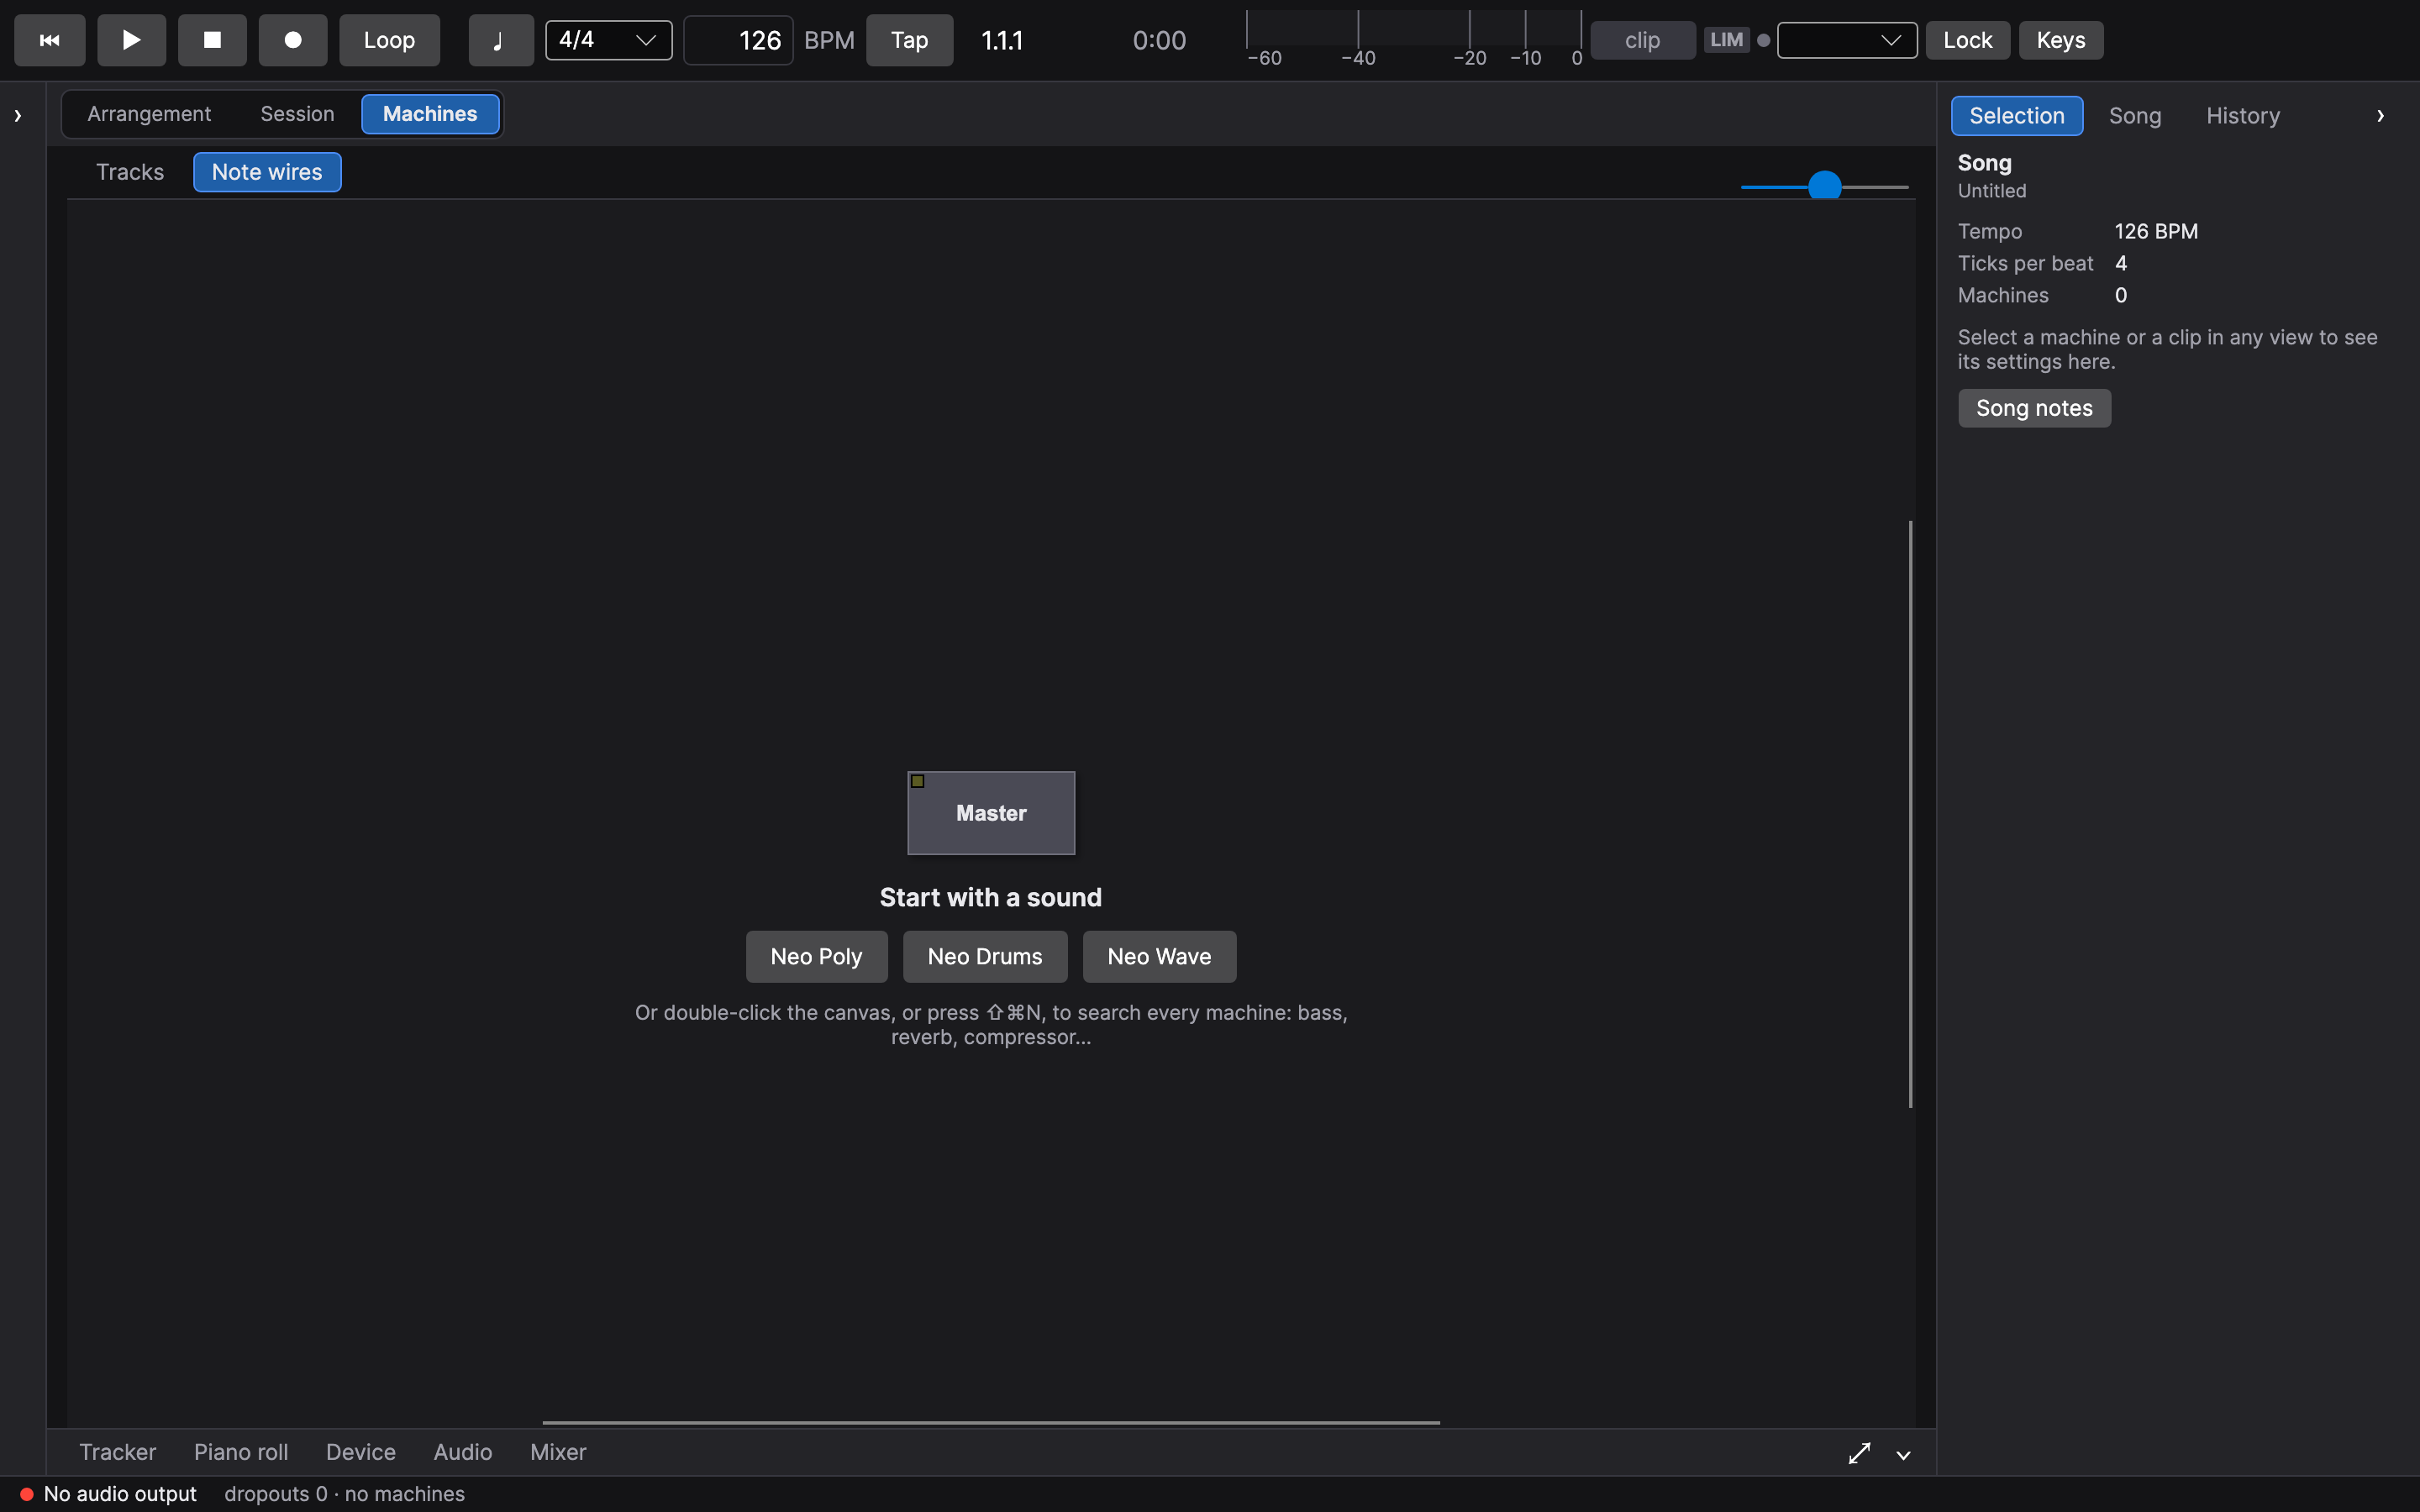 Loop
4/4
126 BPM
Tap
1.1.1
0:00
−60 −40 −20 −10 0
clip
LIM
Lock
Keys
Arrangement
Session
Machines
Tracks
Note wires
Master
Start with a sound
Neo Poly
Neo Drums
Neo Wave
Or double-click the canvas, or press ⇧⌘N, to search every machine: bass,
reverb, compressor...
Selection
Song
History
Song
Untitled
Tempo 126 BPM
Ticks per beat 4
Machines 0
Select a machine or a clip in any view to see
its settings here.
Song notes
Tracker
Piano roll
Device
Audio
Mixer
No audio output
dropouts 0 · no machines